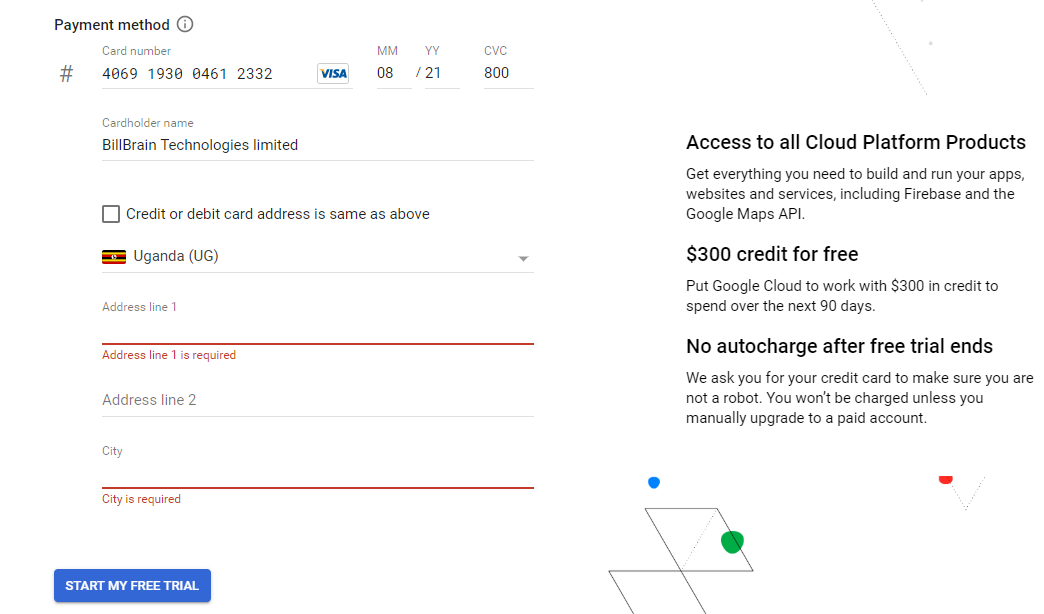 Payment method
Card number MM YY CVC
# 4069 1930 0461 2332 VISA 08 / 21 800
Cardholder name
BillBrain Technologies limited
Credit or debit card address is same as above
Uganda (UG)
Address line 1
Address line 1 is required
Address line 2
City
City is required
START MY FREE TRIAL
Access to all Cloud Platform Products
Get everything you need to build and run your apps,
websites and services, including Firebase and the
Google Maps API.
$300 credit for free
Put Google Cloud to work with $300 in credit to
spend over the next 90 days.
No autocharge after free trial ends
We ask you for your credit card to make sure you are
not a robot. You won’t be charged unless you
manually upgrade to a paid account.